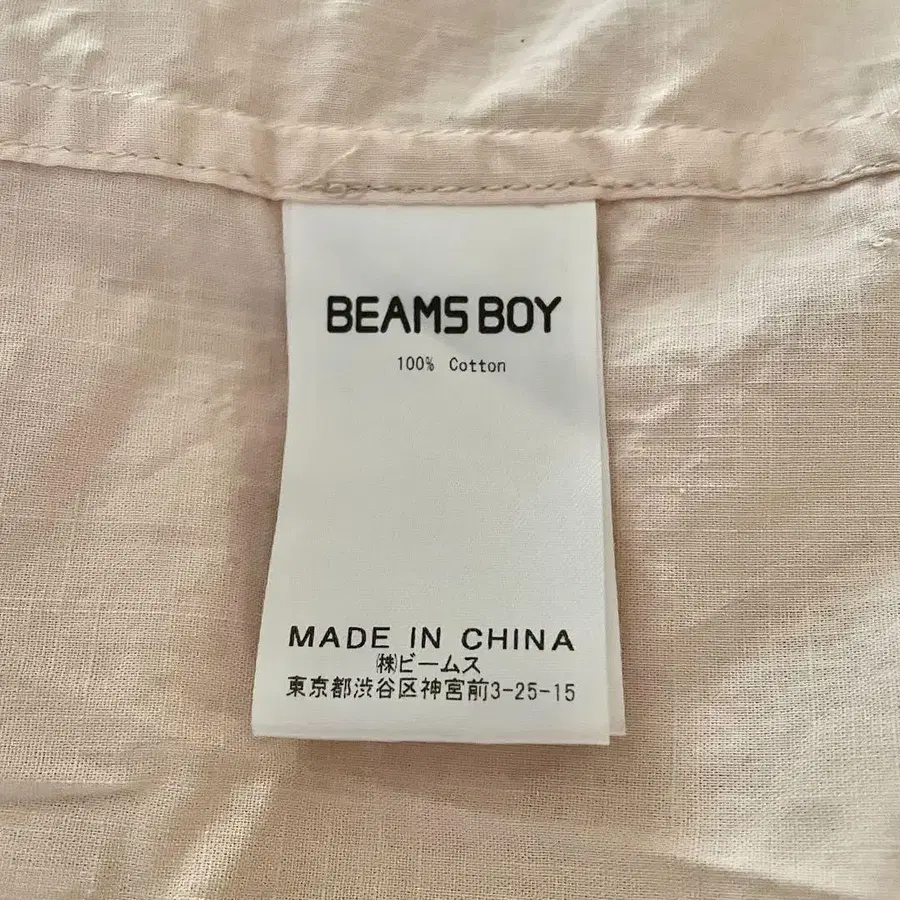 BEAMS BOY
100% Cotton
MADE IN CHINA
㈱ビームス
東京都渋谷区神宮前3-25-15